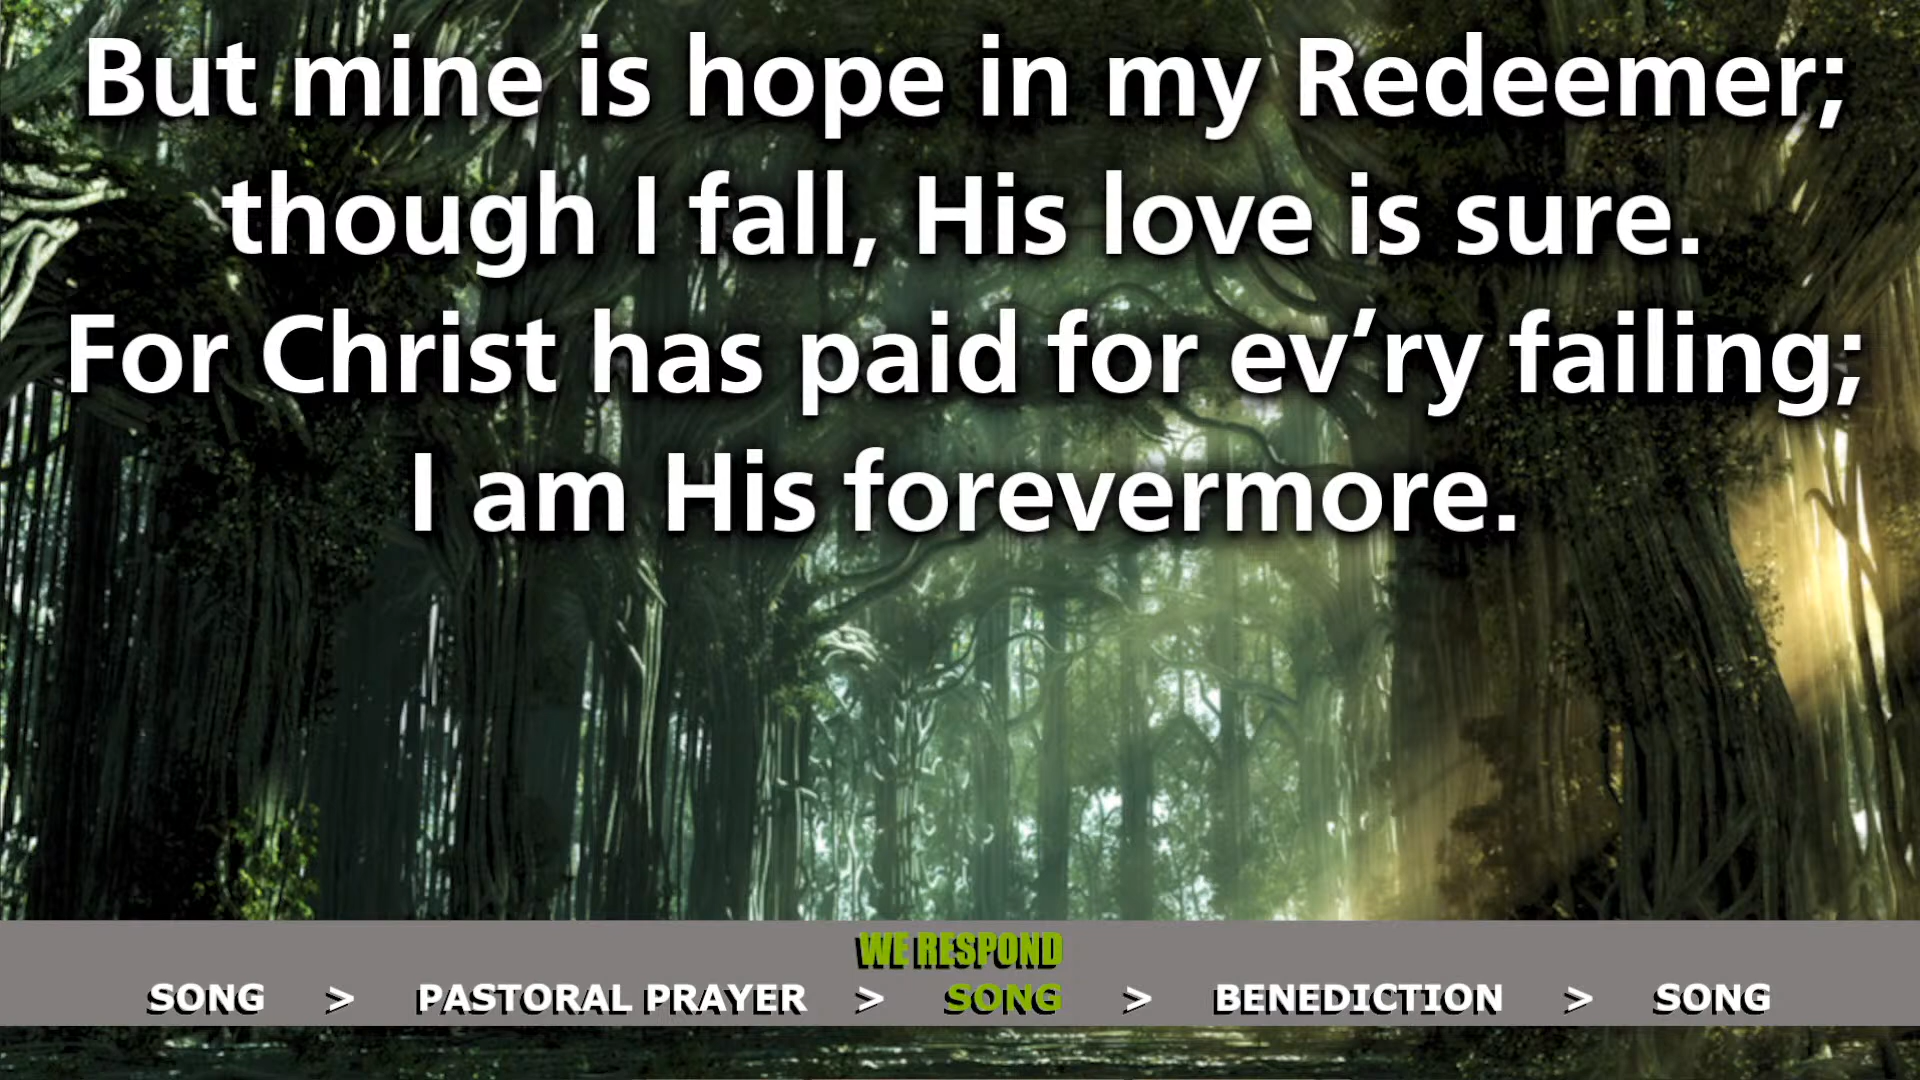 But mine is hope in my Redeemer;
though I fall, His love is sure.
For Christ has paid for ev’ry failing;
I am His forevermore.
WE RESPOND
SONG > PASTORAL PRAYER > SONG > BENEDICTION > SONG